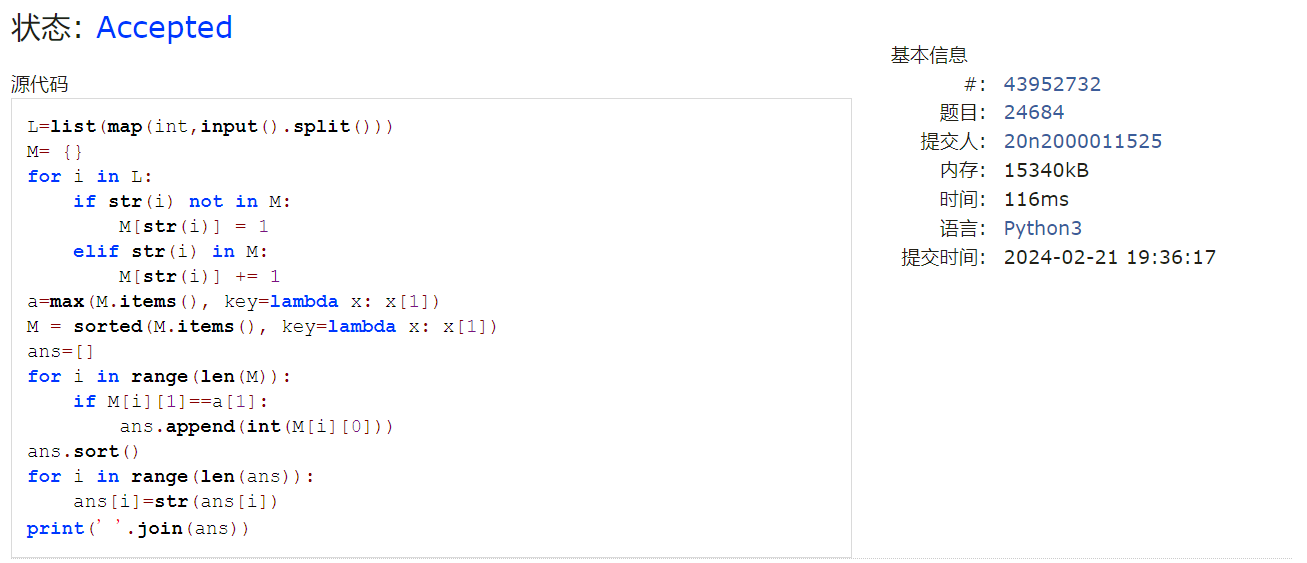 状态: Accepted
源代码
L=list(map(int,input().split()))
M= {}
for i in L:
    if str(i) not in M:
        M[str(i)] = 1
    elif str(i) in M:
        M[str(i)] += 1
a=max(M.items(), key=lambda x: x[1])
M = sorted(M.items(), key=lambda x: x[1])
ans=[]
for i in range(len(M)):
    if M[i][1]==a[1]:
        ans.append(int(M[i][0]))
ans.sort()
for i in range(len(ans)):
    ans[i]=str(ans[i])
print(' '.join(ans))
基本信息
#: 43952732
题目: 24684
提交人: 20n2000011525
内存: 15340kB
时间: 116ms
语言: Python3
提交时间: 2024-02-21 19:36:17